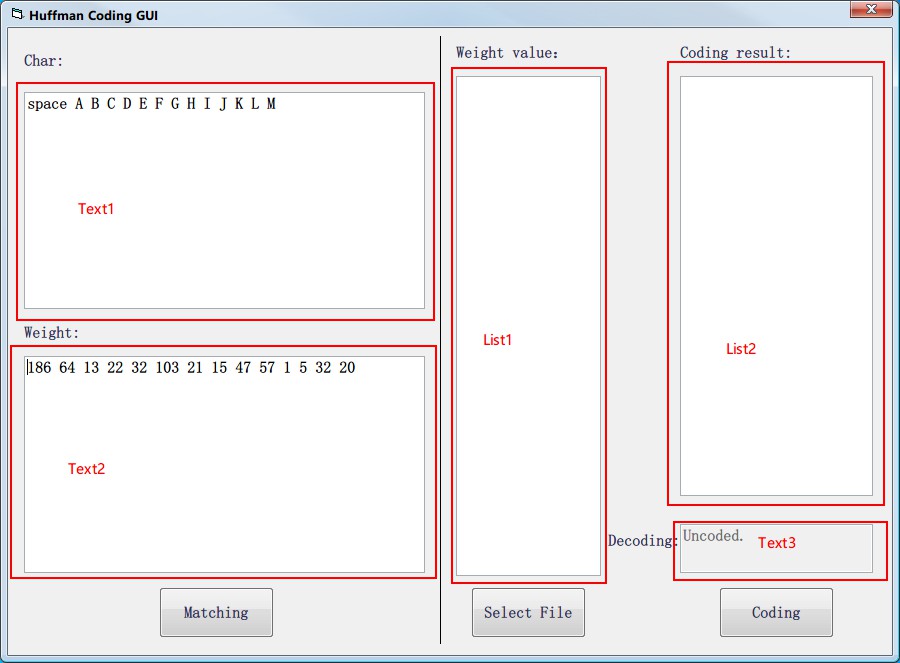 Huffman Coding GUI
Char:
space A B C D E F G H I J K L M
Text1
Weight:
186 64 13 22 32 103 21 15 47 57 1 5 32 20
Text2
Matching
Weight value:
List1
Select File
Coding result:
List2
Decoding:
Uncoded.
Text3
Coding